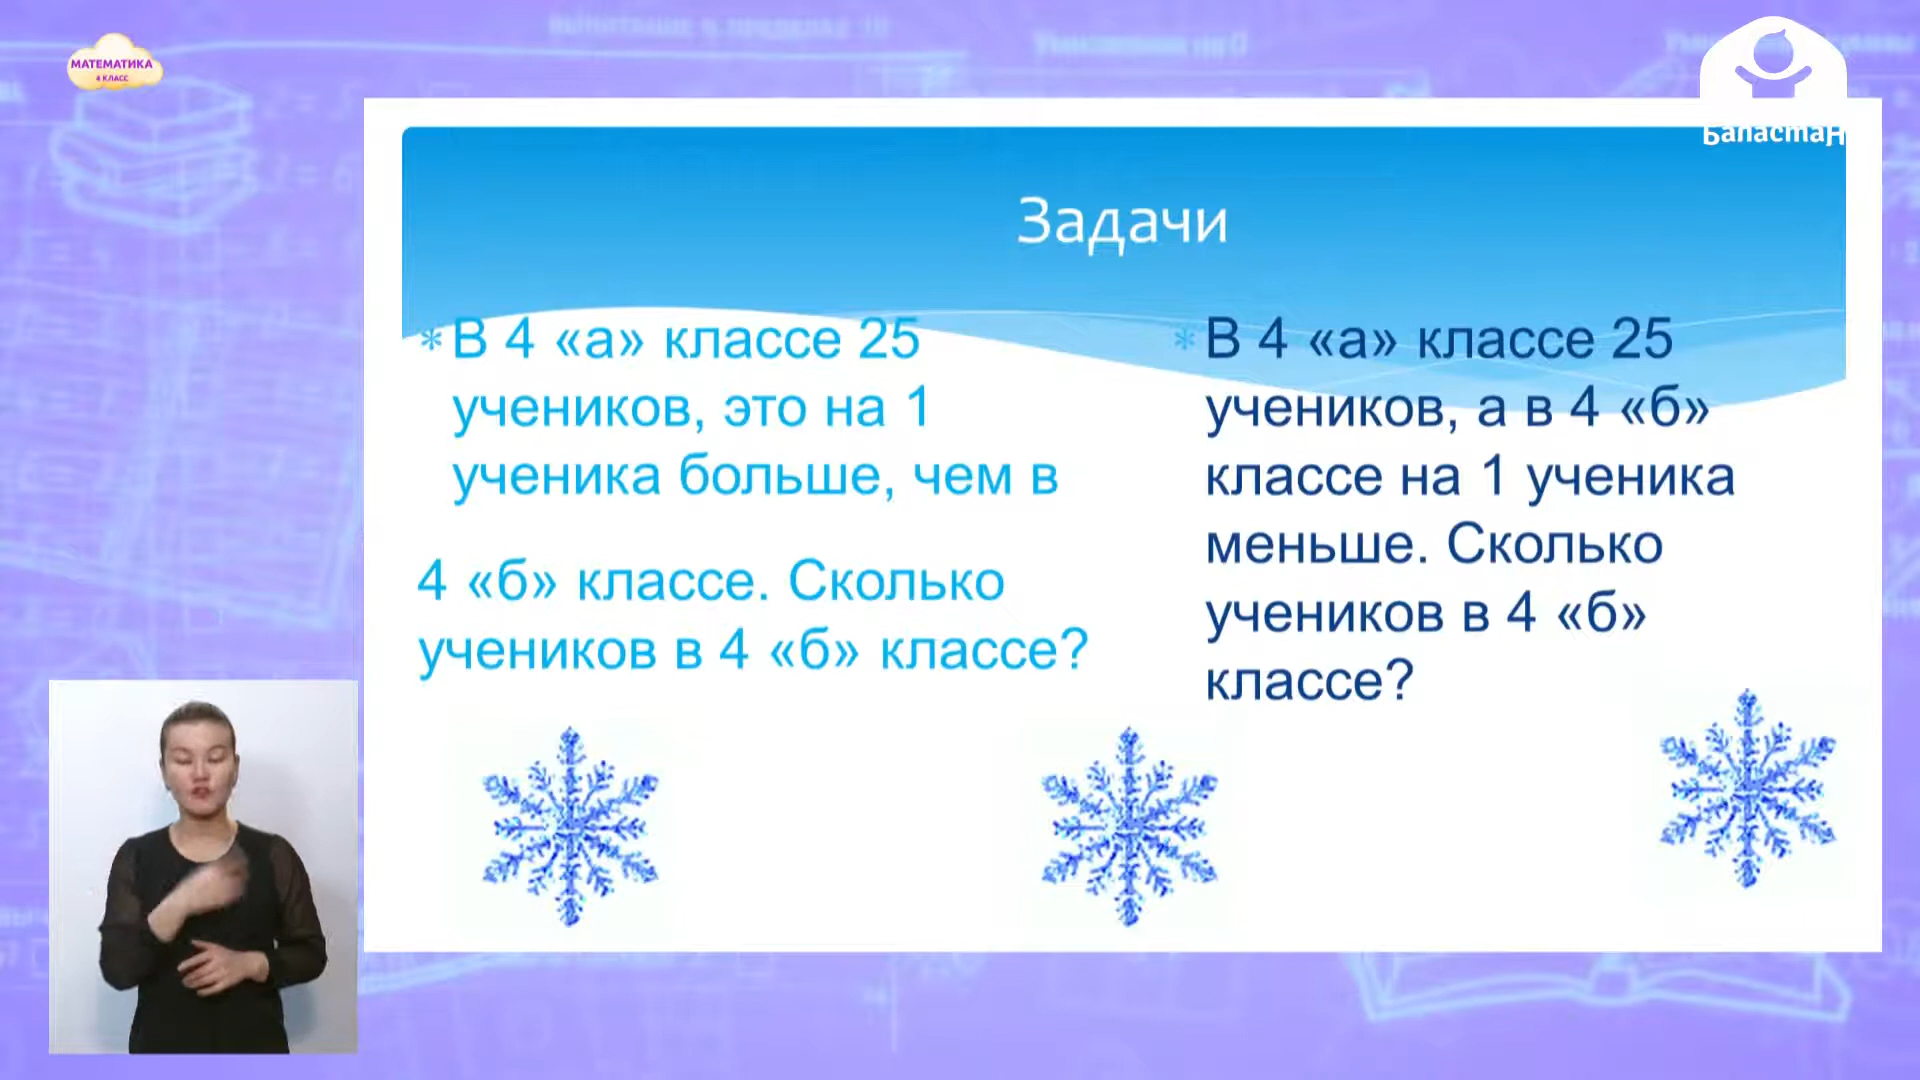 МАТЕМАТИКА
4 КЛАСС
Баластан
Задачи
* В 4 «а» классе 25
учеников, это на 1
ученика больше, чем в
4 «б» классе. Сколько
учеников в 4 «б» классе?
* В 4 «а» классе 25
учеников, а в 4 «б»
классе на 1 ученика
меньше. Сколько
учеников в 4 «б»
классе?